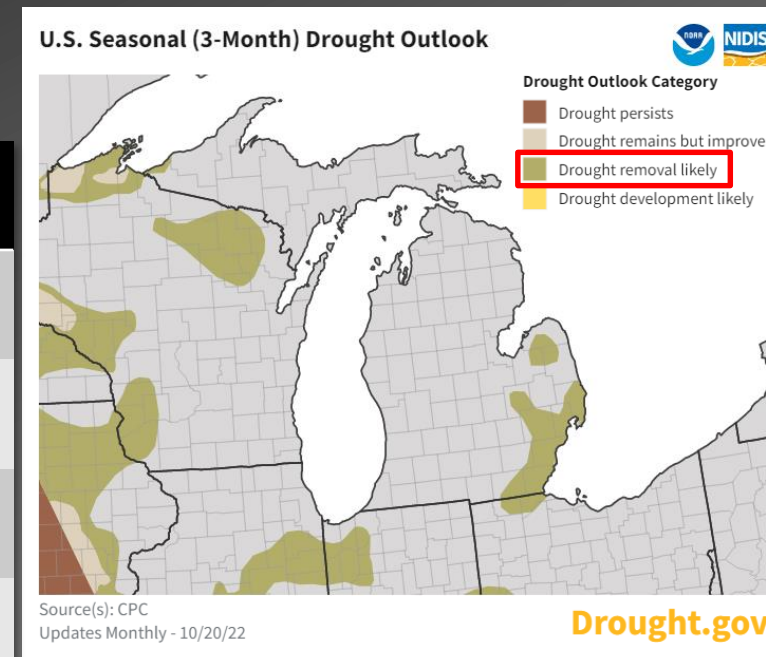 U.S. Seasonal (3-Month) Drought Outlook
NOAA
NIDIS
Drought Outlook Category
Drought persists
Drought remains but improve
Drought removal likely
Drought development likely
Source(s): CPC
Updates Monthly - 10/20/22
Drought.gov